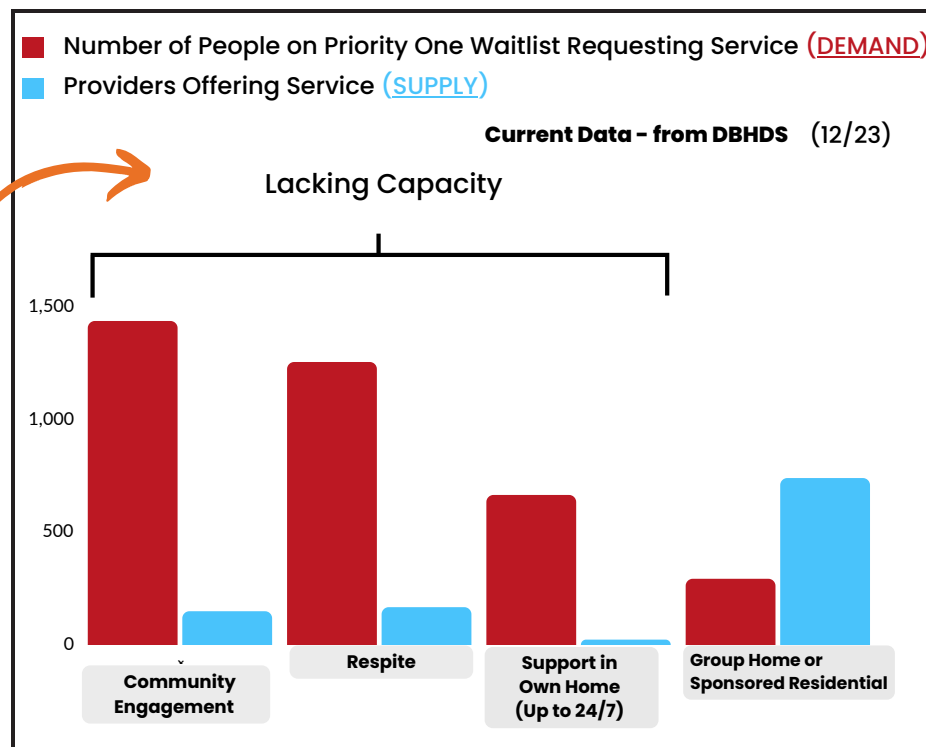 Number of People on Priority One Waitlist Requesting Service (DEMAND)
Providers Offering Service (SUPPLY)
Current Data - from DBHDS (12/23)
Lacking Capacity
1,500
1,000
500
0
Community
Engagement
Respite
Support in
Own Home
(Up to 24/7)
Group Home or
Sponsored Residential